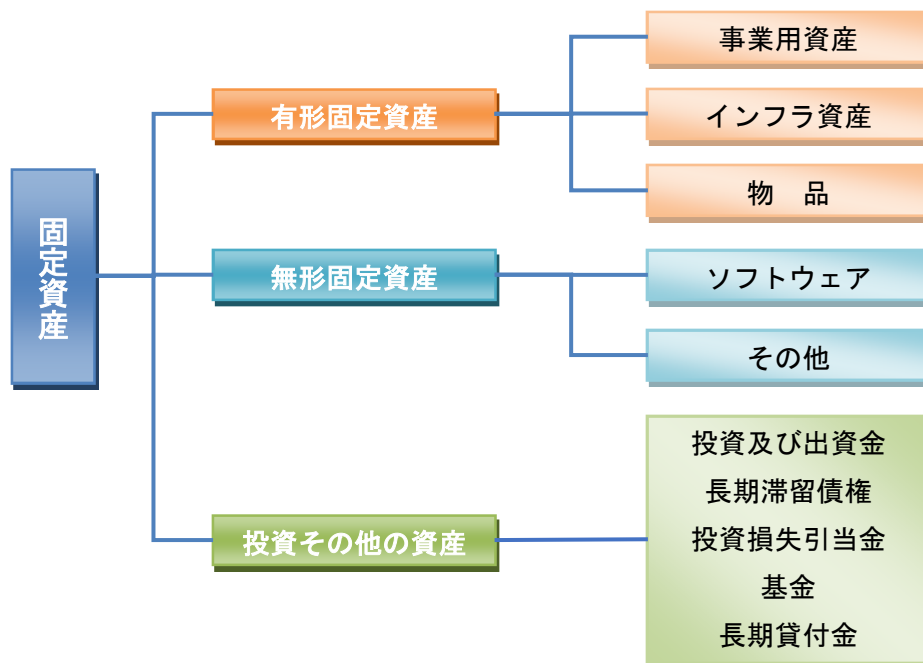 固定資産
有形固定資産
事業用資産
インフラ資産
物　品
無形固定資産
ソフトウェア
その他
投資その他の資産
投資及び出資金
長期滞留債権
投資損失引当金
基金
長期貸付金